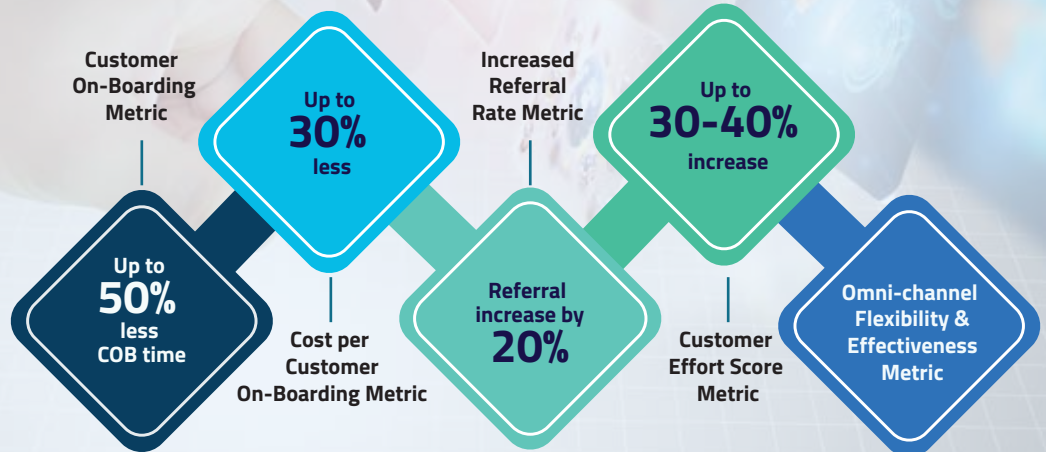 Customer
On-Boarding
Metric
Up to
50%
less
COB time
Up to
30%
less
Cost per
Customer
On-Boarding Metric
Increased
Referral
Rate Metric
Referral
increase by
20%
Up to
30-40%
increase
Customer
Effort Score
Metric
Omni-channel
Flexibility &
Effectiveness
Metric